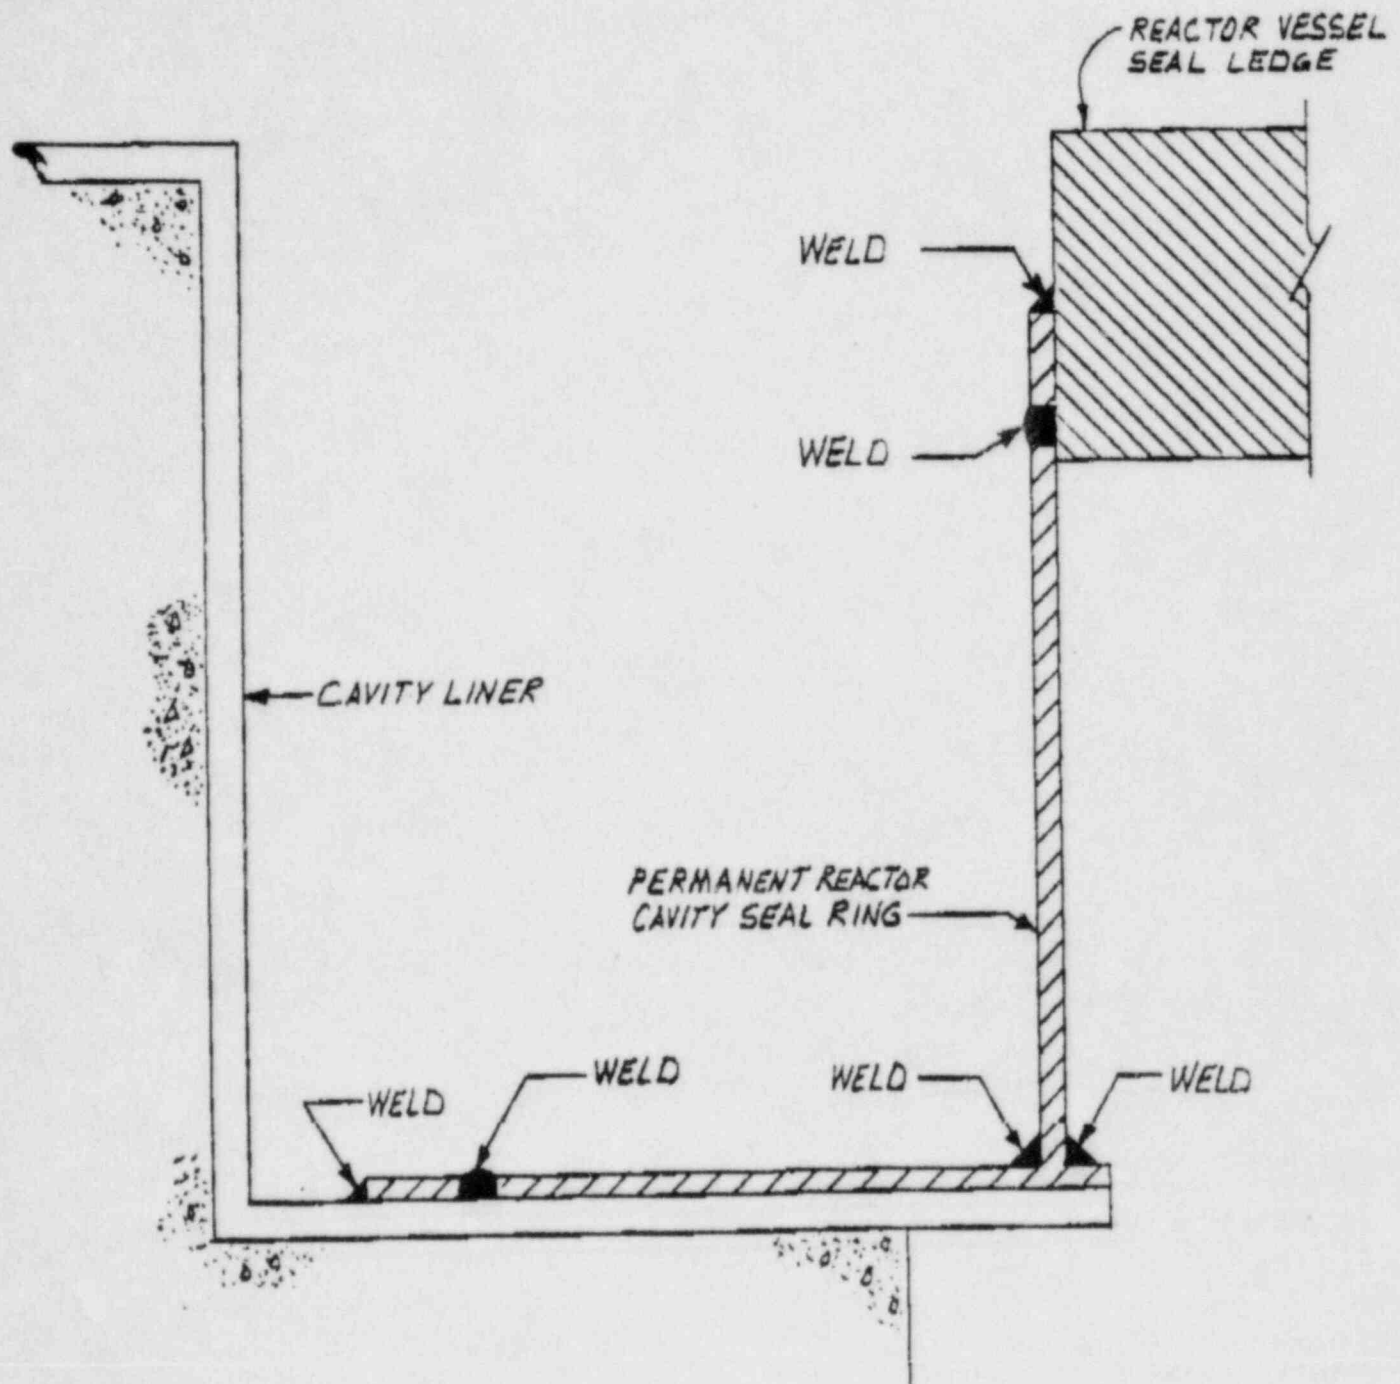 REACTOR VESSEL
SEAL LEDGE
WELD
WELD
CAVITY LINER
PERMANENT REACTOR
CAVITY SEAL RING
WELD
WELD
WELD
WELD